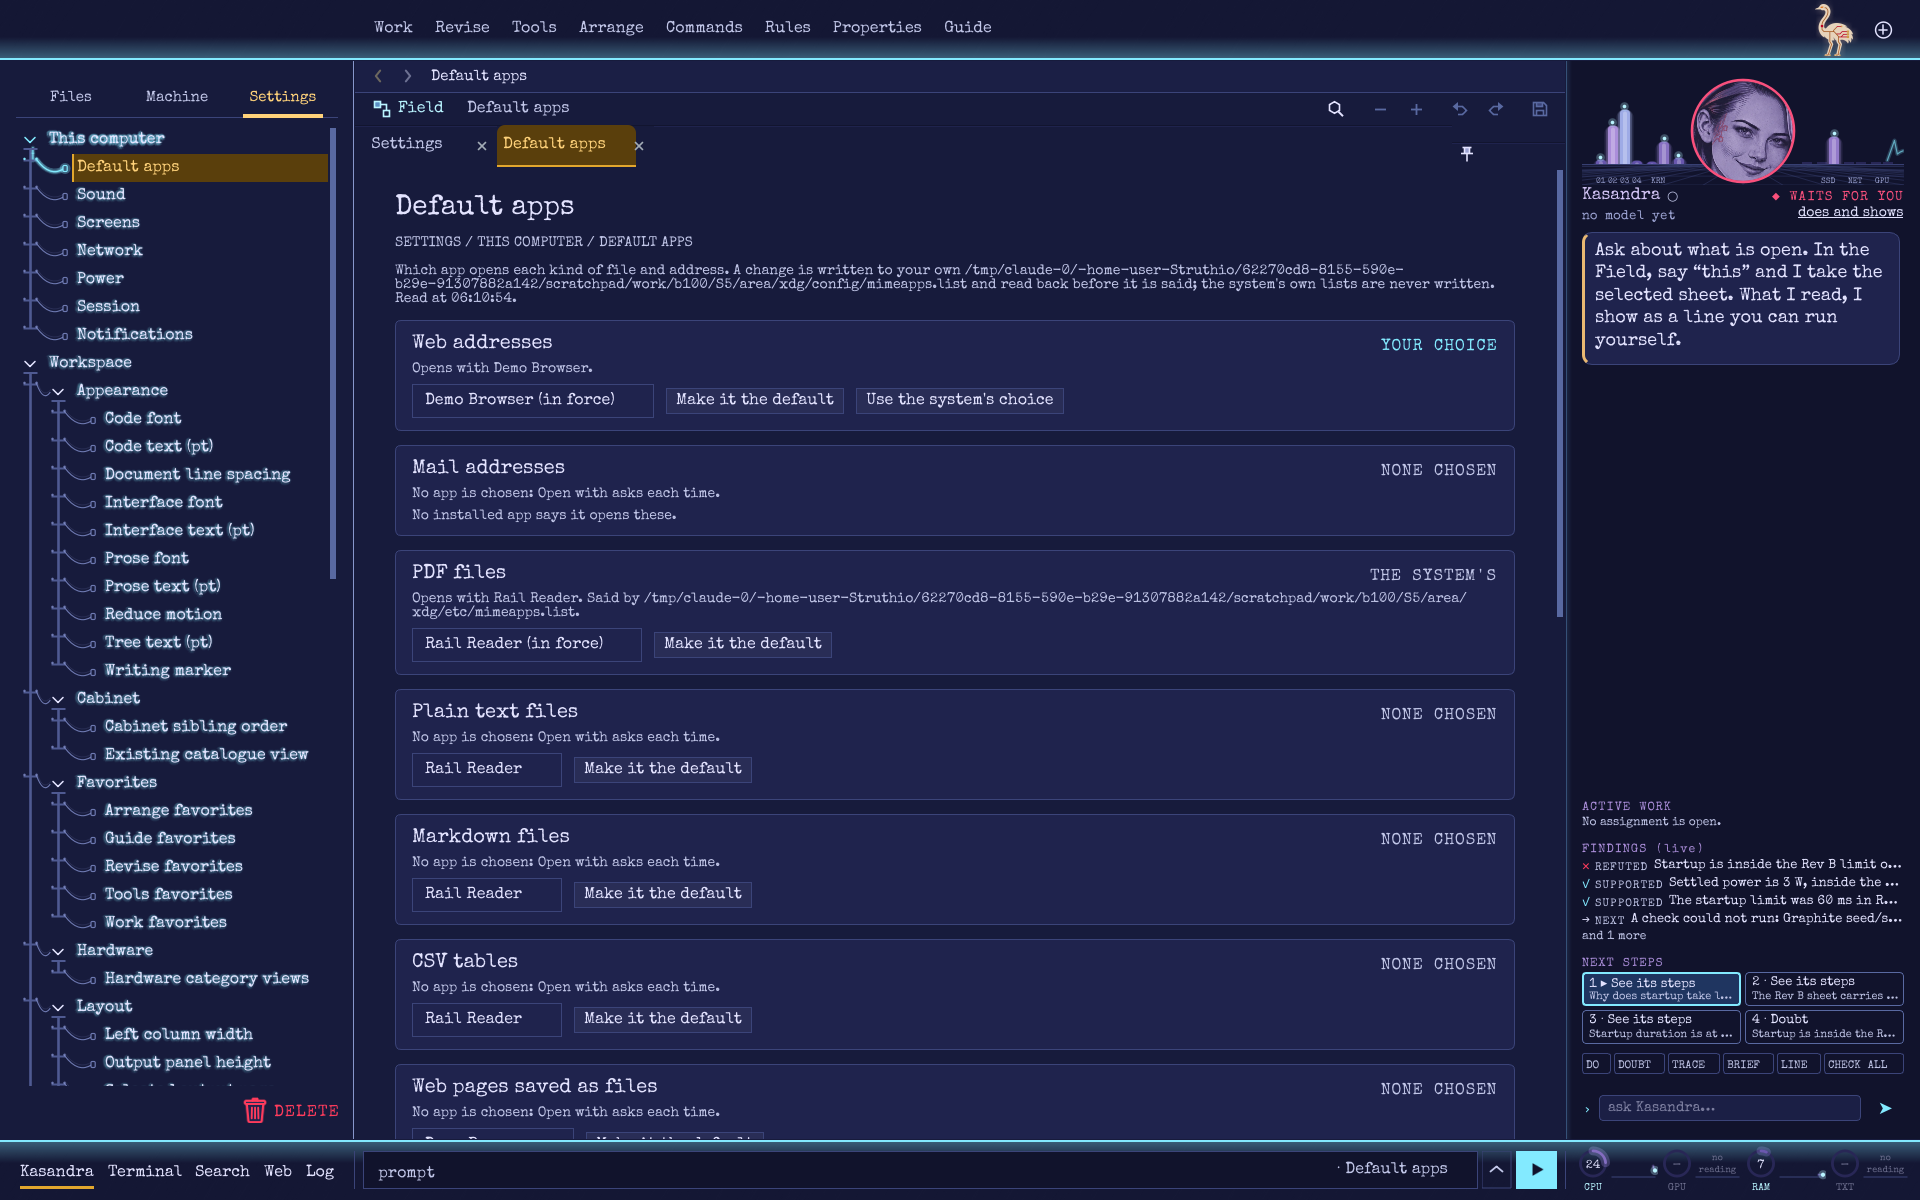 Work Revise Tools Arrange Commands Rules Properties Guide
Files Machine Settings
This computer
Default apps
Sound
Screens
Network
Power
Session
Notifications
Workspace
Appearance
Code font
Code text (pt)
Document line spacing
Interface font
Interface text (pt)
Prose font
Prose text (pt)
Reduce motion
Tree text (pt)
Writing marker
Cabinet
Cabinet sibling order
Existing catalogue view
Favorites
Arrange favorites
Guide favorites
Revise favorites
Tools favorites
Work favorites
Hardware
Hardware category views
Layout
Left column width
Output panel height
DELETE
Default apps
Field Default apps
Settings × Default apps ×
Default apps
SETTINGS / THIS COMPUTER / DEFAULT APPS
Which app opens each kind of file and address. A change is written to your own /tmp/claude-0/-home-user-Struthio/62270cd8-8155-590e-
b29e-91307882a142/scratchpad/work/b100/S5/area/xdg/config/mimeapps.list and read back before it is said; the system's own lists are never written.
Read at 06:10:54.
Web addresses YOUR CHOICE
Opens with Demo Browser.
Demo Browser (in force) Make it the default Use the system's choice
Mail addresses NONE CHOSEN
No app is chosen: Open with asks each time.
No installed app says it opens these.
PDF files THE SYSTEM'S
Opens with Rail Reader. Said by /tmp/claude-0/-home-user-Struthio/62270cd8-8155-590e-b29e-91307882a142/scratchpad/work/b100/S5/area/
xdg/etc/mimeapps.list.
Rail Reader (in force) Make it the default
Plain text files NONE CHOSEN
No app is chosen: Open with asks each time.
Rail Reader Make it the default
Markdown files NONE CHOSEN
No app is chosen: Open with asks each time.
Rail Reader Make it the default
CSV tables NONE CHOSEN
No app is chosen: Open with asks each time.
Rail Reader Make it the default
Web pages saved as files NONE CHOSEN
No app is chosen: Open with asks each time.
01 02 03 04 KRN SSD NET GPU
Kasandra ◆ WAITS FOR YOU
no model yet does and shows
Ask about what is open. In the
Field, say “this” and I take the
selected sheet. What I read, I
show as a line you can run
yourself.
ACTIVE WORK
No assignment is open.
FINDINGS (live)
× REFUTED Startup is inside the Rev B limit o...
√ SUPPORTED Settled power is 3 W, inside the ...
√ SUPPORTED The startup limit was 60 ms in R...
→ NEXT A check could not run: Graphite seed/s...
and 1 more
NEXT STEPS
1 ▸ See its steps
Why does startup take l...
2 · See its steps
The Rev B sheet carries ...
3 · See its steps
Startup duration is at ...
4 · Doubt
Startup is inside the R...
DO DOUBT TRACE BRIEF LINE CHECK ALL
› ask Kasandra...
Kasandra Terminal Search Web Log
prompt · Default apps
24 CPU
– GPU no reading
7 RAM
– TXT no reading